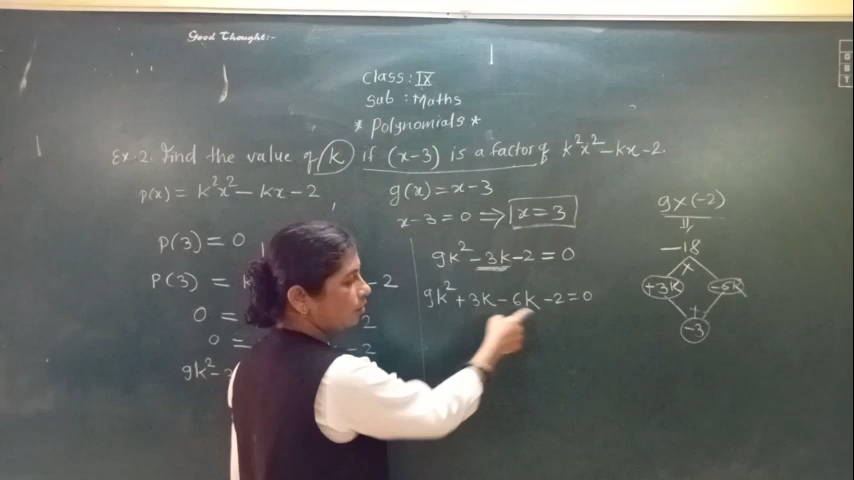 Good Thought:-
Class: IX
Sub : Maths
* Polynomials *
Ex.2. Find the value of k if (x-3) is a factor of k²x²-kx-2.
p(x) = k²x² - kx - 2 ,
g(x) = x-3
x-3=0 ⟹ x=3
P(3) = 0
P(3) = k - 2
0 = 2
0 = - 2
9k² -
9k² - 3k - 2 = 0
9k² + 3k - 6k - 2 = 0
9x(-2)
=
-18
x
+3k -6k
+
-3